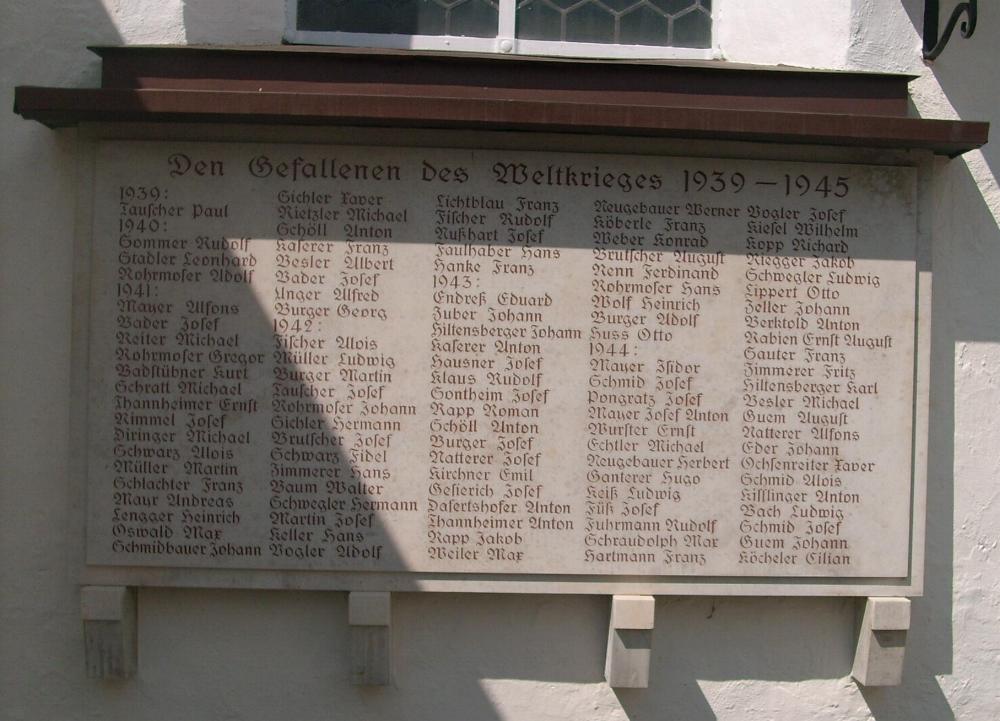 Den Gefallenen des Weltkrieges 1939–1945
1939:
Tauscher Paul
1940:
Sommer Rudolf
Stadler Leonhard
Rohrmoser Adolf
1941:
Mayer Alfons
Bader Josef
Reiter Michael
Rohrmoser Gregor
Badstübner Kurt
Schratt Michael
Thannheimer Ernst
Rimmel Josef
Diringer Michael
Schwarz Alois
Müller Martin
Schlachter Franz
Mayr Andreas
Lengger Heinrich
Oswald Max
Schmidbauer Johann
Sichler Xaver
Rietzler Michael
Schöll Anton
Kaserer Franz
Besler Albert
Bader Josef
Unger Alfred
Burger Georg
1942:
Fischer Alois
Müller Ludwig
Burger Martin
Tauscher Josef
Rohrmoser Johann
Sichler Hermann
Brutscher Josef
Schwarz Fidel
Zimmerer Hans
Baum Walter
Schwegler Hermann
Martin Josef
Keller Hans
Vogler Adolf
Lichtblau Franz
Fischer Rudolf
Nußhart Josef
Faulhaber Hans
Hanke Franz
1943:
Endreß Eduard
Zuber Johann
Hiltensberger Johann
Kaserer Anton
Hausner Josef
Klaus Rudolf
Sontheim Josef
Rapp Roman
Schöll Anton
Burger Josef
Natterer Josef
Kirchner Emil
Gesierich Josef
Dasertshofer Anton
Thannheimer Anton
Rapp Jakob
Weiler Max
Neugebauer Werner
Köberle Franz
Weber Konrad
Brutscher August
Renn Ferdinand
Rohrmoser Hans
Wolf Heinrich
Burger Adolf
Huss Otto
1944:
Mayer Isidor
Schmid Josef
Pongratz Josef
Mayer Josef Anton
Wurster Ernst
Echtler Michael
Neugebauer Herbert
Ganterer Hugo
Keiß Ludwig
Füß Josef
Fuhrmann Rudolf
Schraudolph Max
Hartmann Franz
Vogler Josef
Kiesel Wilhelm
Kopp Richard
Riegger Jakob
Schwegler Ludwig
Lippert Otto
Zeller Johann
Berktold Anton
Rabien Ernst August
Sauter Franz
Zimmerer Fritz
Hiltensberger Karl
Besler Michael
Guem August
Natterer Alfons
Eder Johann
Ochsenreiter Xaver
Schmid Alois
Kisslinger Anton
Bach Ludwig
Schmid Josef
Guem Johann
Köcheler Cilian